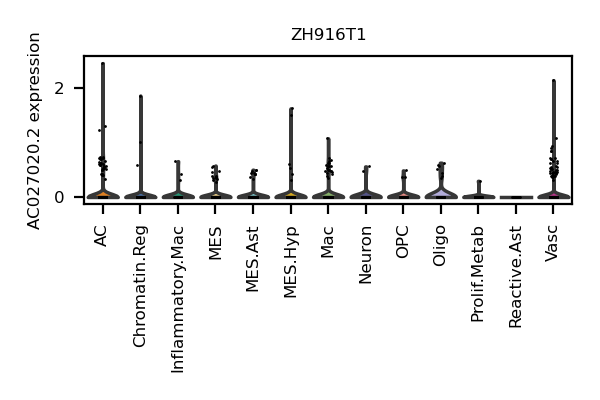 ZH916T1
AC027020.2 expression
2
0
AC
Chromatin.Reg
Inflammatory.Mac
MES
MES.Ast
MES.Hyp
Mac
Neuron
OPC
Oligo
Prolif.Metab
Reactive.Ast
Vasc